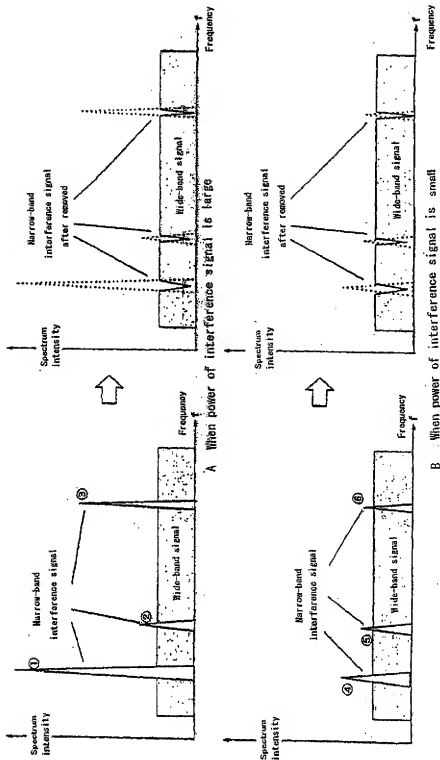 Spectrum
intensity
Narrow-band
interference signal
①
②
③
Wide-band signal
Frequency
f
Spectrum
intensity
Narrow-band
interference signal
after removed
Wide-band signal
Frequency
f
A When power of interference signal is large
Spectrum
intensity
Narrow-band
interference signal
④
⑤
⑥
Wide-band signal
Frequency
f
Spectrum
intensity
Narrow-band
interference signal
after removed
Wide-band signal
Frequency
f
B When power of interference signal is small